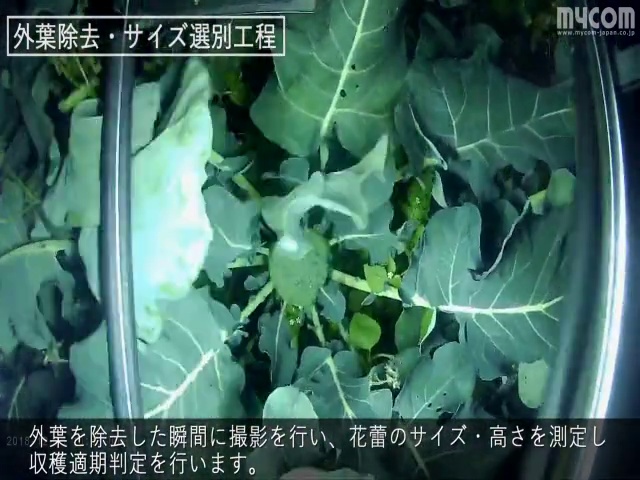 外葉除去・サイズ選別工程
mycom
www.mycom-japan.co.jp
2018
外葉を除去した瞬間に撮影を行い、花蕾のサイズ・高さを測定し
収穫適期判定を行います。